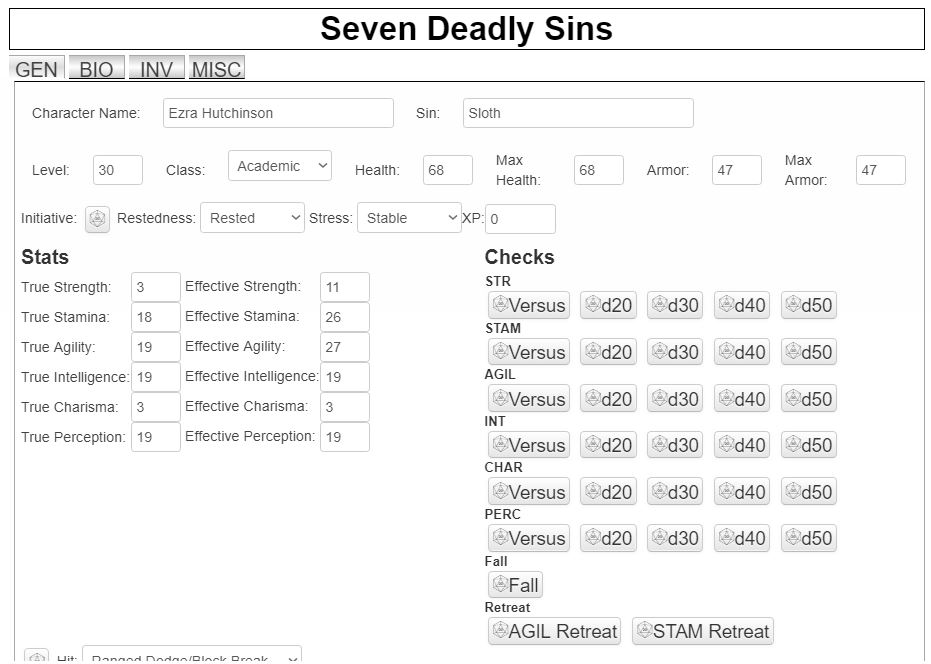 Seven Deadly Sins
GEN BIO INV MISC
Character Name: Ezra Hutchinson Sin: Sloth
Level: 30 Class: Academic Health: 68 Max Health: 68 Armor: 47 Max Armor: 47
Initiative: Restedness: Rested Stress: Stable XP: 0
Stats
True Strength: 3 Effective Strength: 11
True Stamina: 18 Effective Stamina: 26
True Agility: 19 Effective Agility: 27
True Intelligence: 19 Effective Intelligence: 19
True Charisma: 3 Effective Charisma: 3
True Perception: 19 Effective Perception: 19
Checks
STR
Versus d20 d30 d40 d50
STAM
Versus d20 d30 d40 d50
AGIL
Versus d20 d30 d40 d50
INT
Versus d20 d30 d40 d50
CHAR
Versus d20 d30 d40 d50
PERC
Versus d20 d30 d40 d50
Fall
Fall
Retreat
AGIL Retreat STAM Retreat
Hit: Ranged Dodge/Block Break